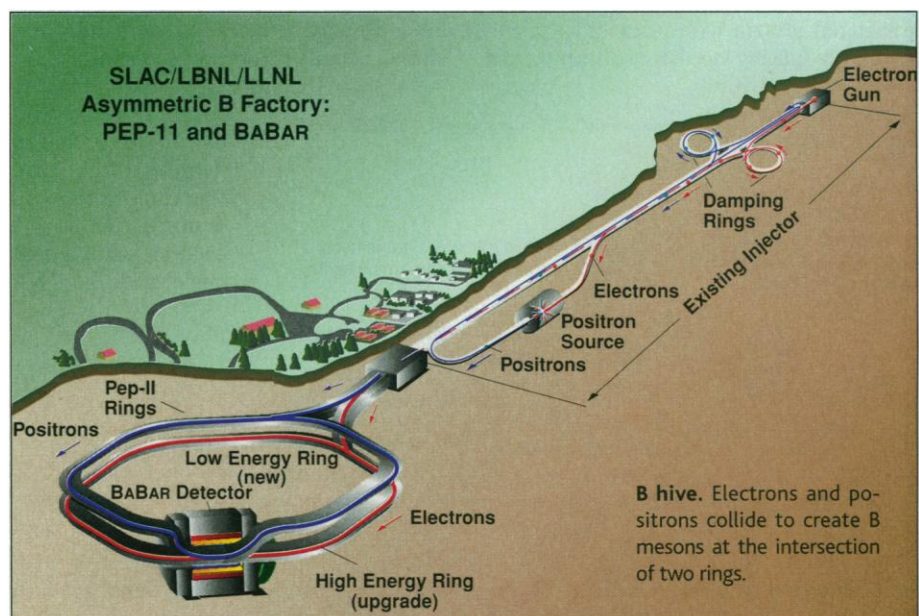 SLAC/LBNL/LLNL
Asymmetric B Factory:
PEP-11 and BABAR
Electron
Gun
Damping
Rings
Existing Injector
Electrons
Positron
Source
Positrons
Pep-II
Rings
Positrons
Low Energy Ring
(new)
BABAR Detector
Electrons
High Energy Ring
(upgrade)
B hive. Electrons and po-
sitrons collide to create B
mesons at the intersection
of two rings.